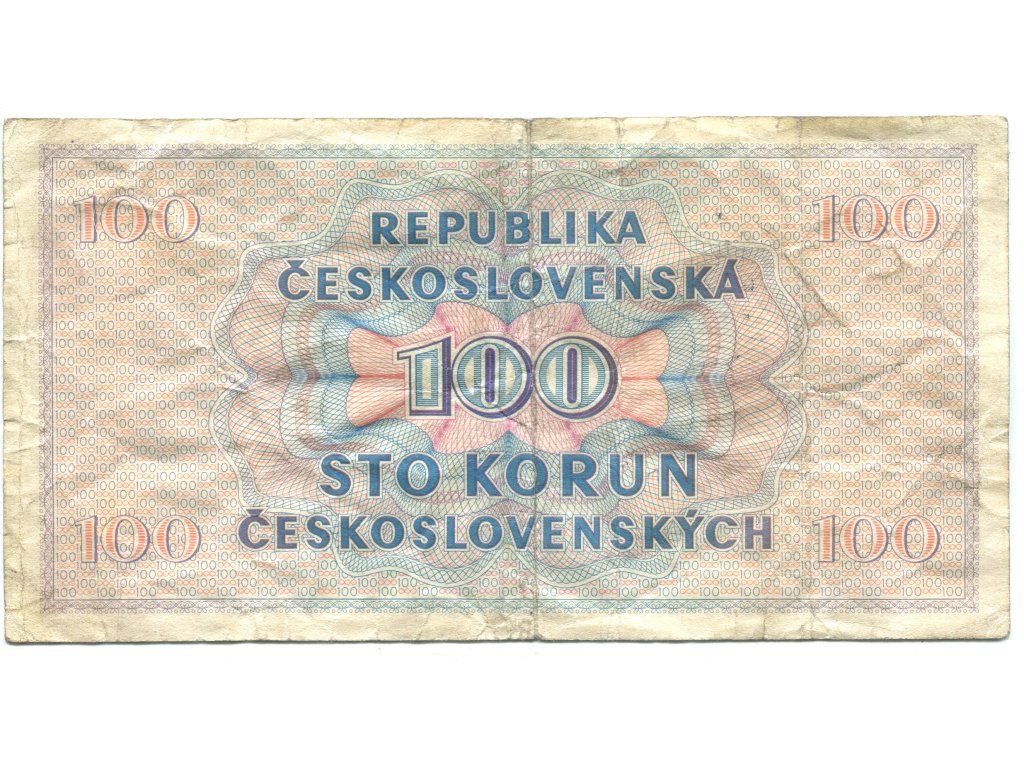 100 100
REPUBLIKA
ČESKOSLOVENSKÁ
100
STO KORUN
ČESKOSLOVENSKÝCH
100 100